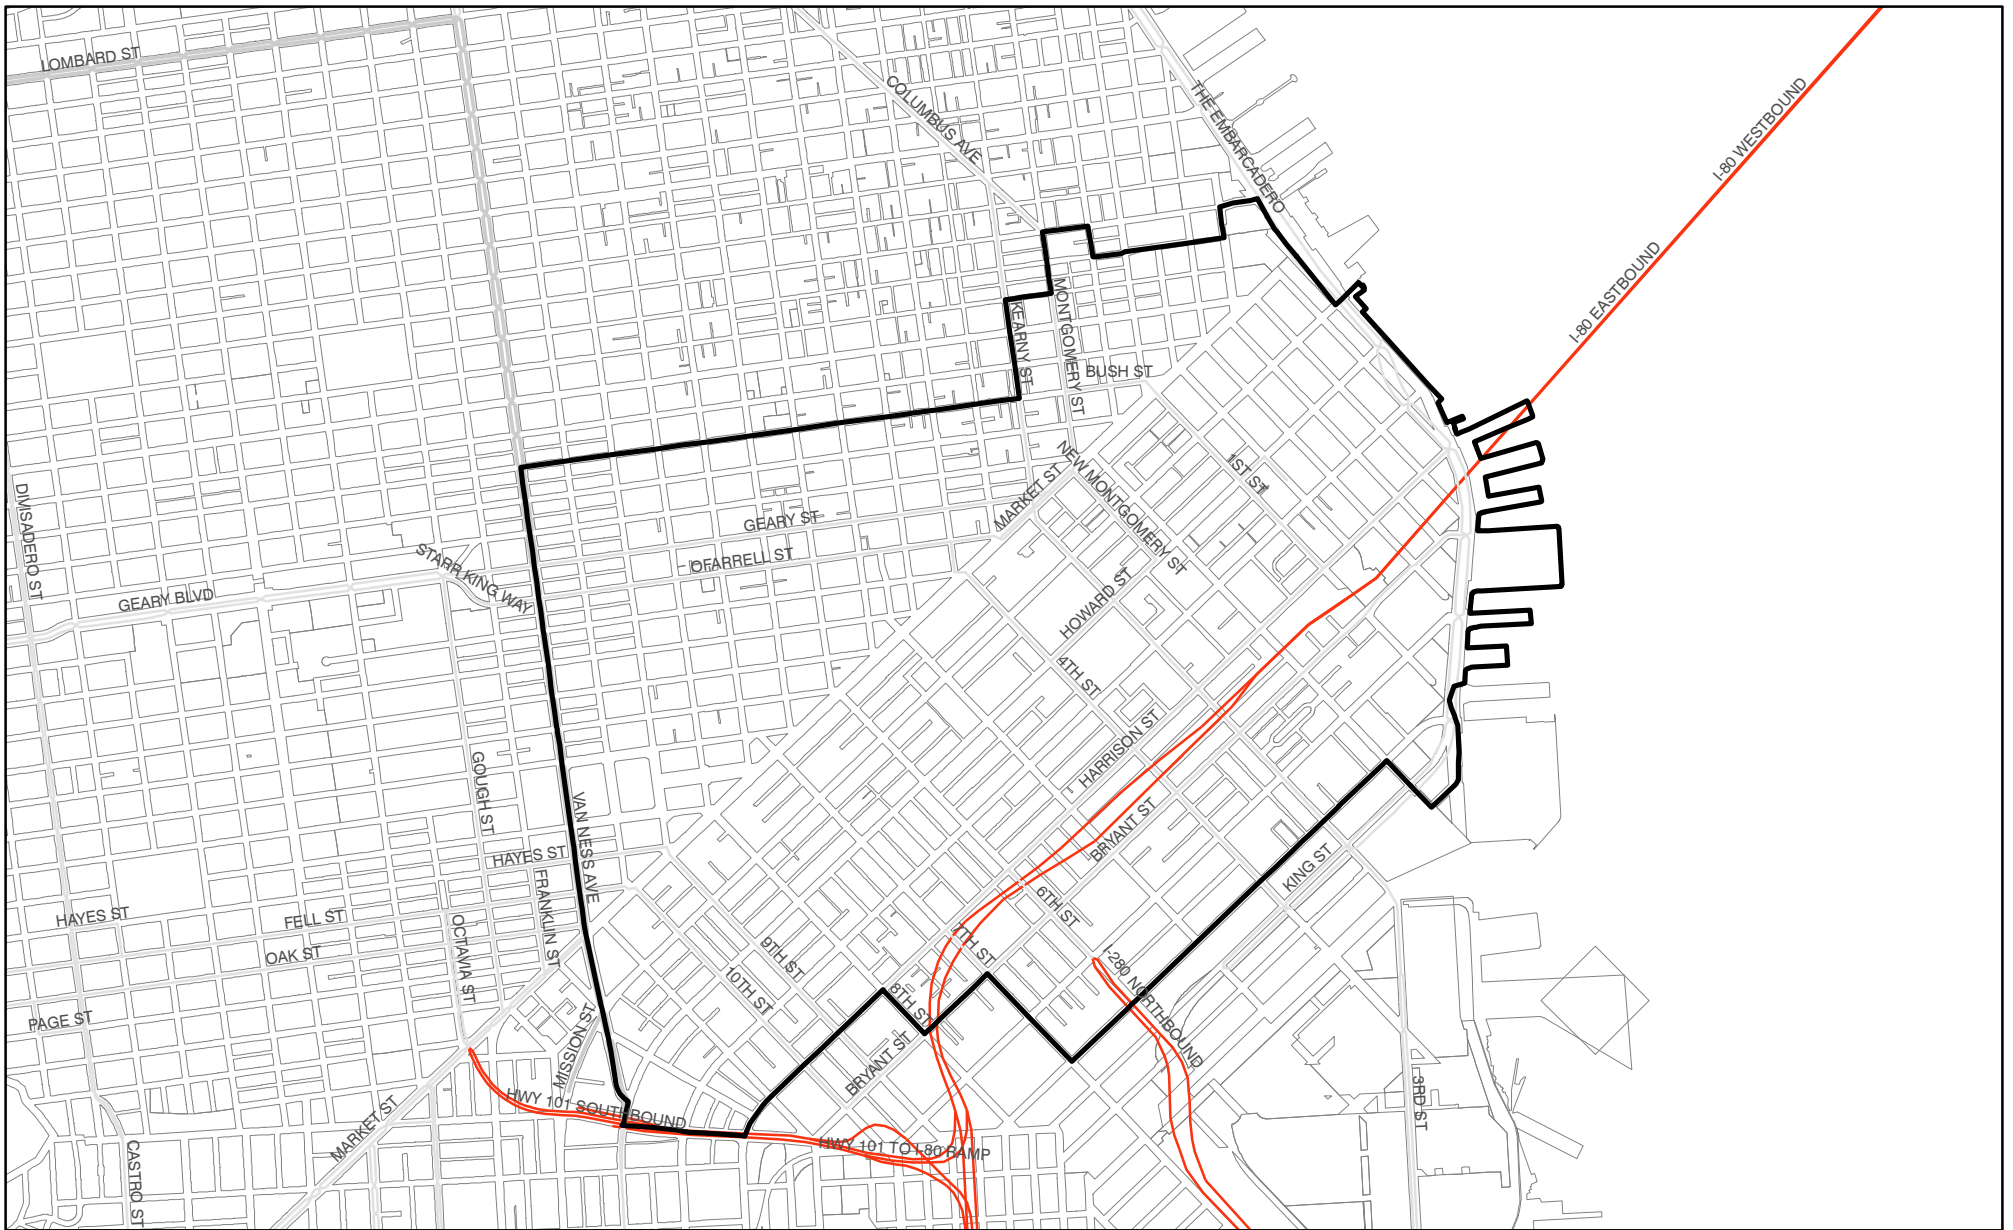 LOMBARD ST
COLUMBUS AVE
THE EMBARCADERO
I-80 WESTBOUND
I-80 EASTBOUND
KEARNY ST
MONTGOMERY ST
BUSH ST
DIVISADERO ST
GEARY ST
MARKET ST
NEW MONTGOMERY ST
1ST ST
STARR KING WAY
OFARRELL ST
GEARY BLVD
HOWARD ST
4TH ST
HARRISON ST
GOUGH ST
VAN NESS AVE
HAYES ST
BRYANT ST
KING ST
FRANKLIN ST
6TH ST
HAYES ST
FELL ST
OCTAVIA ST
OAK ST
9TH ST
7TH ST
10TH ST
8TH ST
I-280 NORTHBOUND
PAGE ST
MISSION ST
BRYANT ST
HWY 101 SOUTHBOUND
3RD ST
MARKET ST
HWY 101 TO I-80 RAMP
CASTRO ST